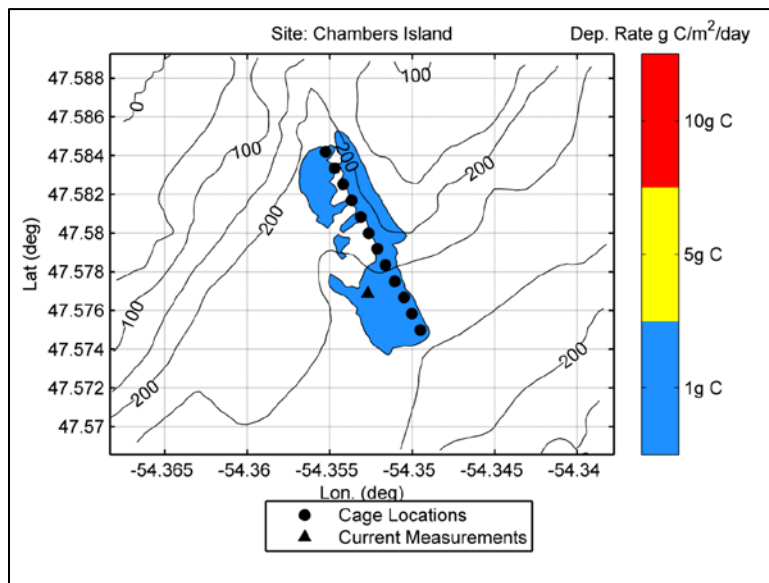 Site: Chambers Island
Dep. Rate g C/m²/day
47.588
47.586
47.584
47.582
47.58
47.578
47.576
47.574
47.572
47.57
Lat (deg)
0
100
200
100
200
200
100
200
200
200
10g C
5g C
1g C
-54.365
-54.36
-54.355
-54.35
-54.345
-54.34
Lon. (deg)
Cage Locations
Current Measurements